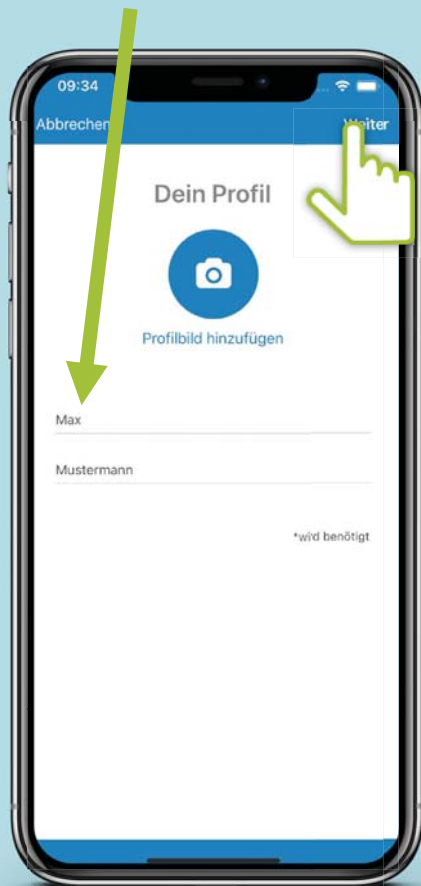 09:34
Abbrechen
Weiter
Dein Profil
Profilbild hinzufügen
Max
Mustermann
*wird benötigt